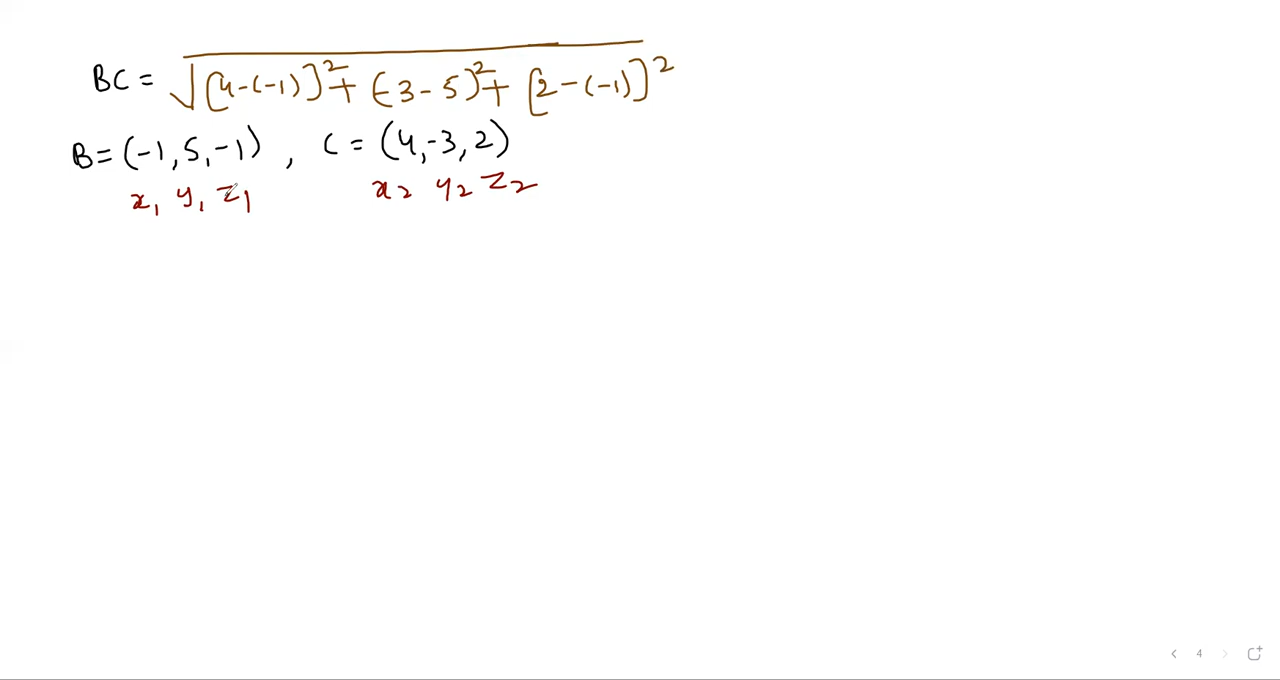 BC = √[4-(-1)]² + (-3-5)² + [2-(-1)]²
B = (-1, 5, -1) , C = (4, -3, 2)
x₁ y₁ z₁ x₂ y₂ z₂
4